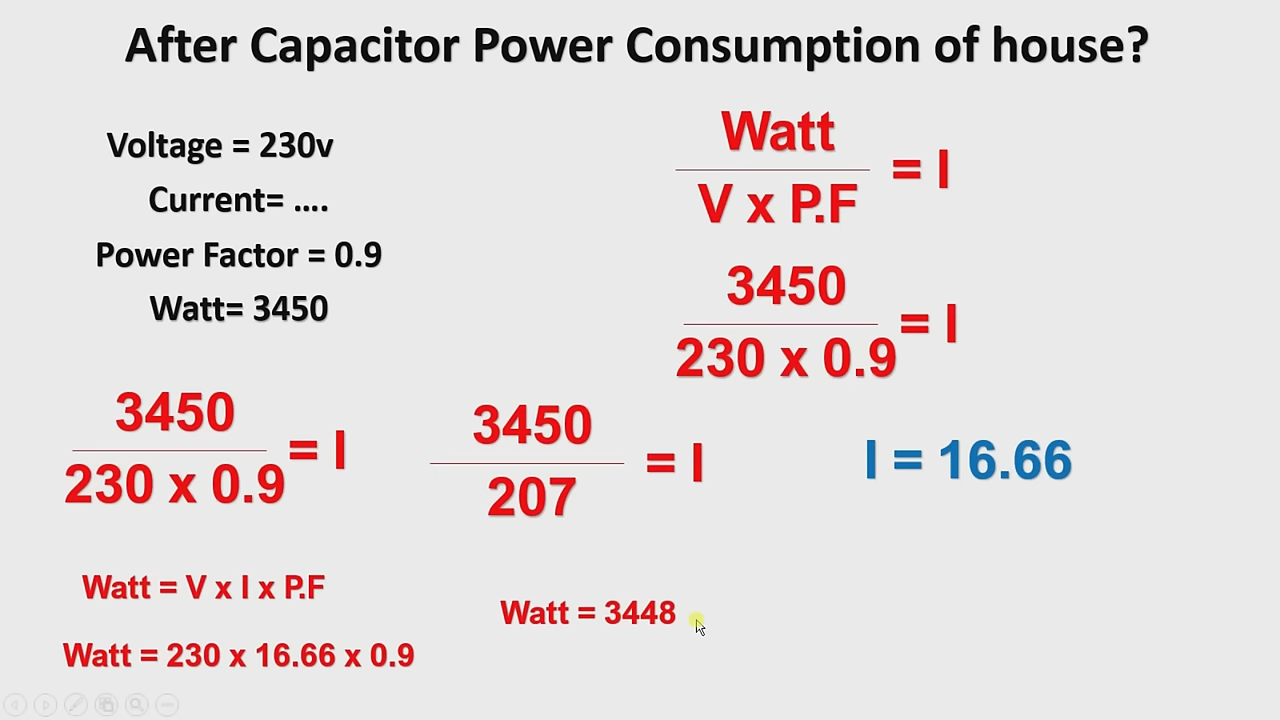 After Capacitor Power Consumption of house?
Voltage = 230v
Current= ....
Power Factor = 0.9
Watt= 3450
Watt
V x P.F
= I
3450
230 x 0.9
= I
3450
230 x 0.9
= I
3450
207
= I
I = 16.66
Watt = V x I x P.F
Watt = 230 x 16.66 x 0.9
Watt = 3448